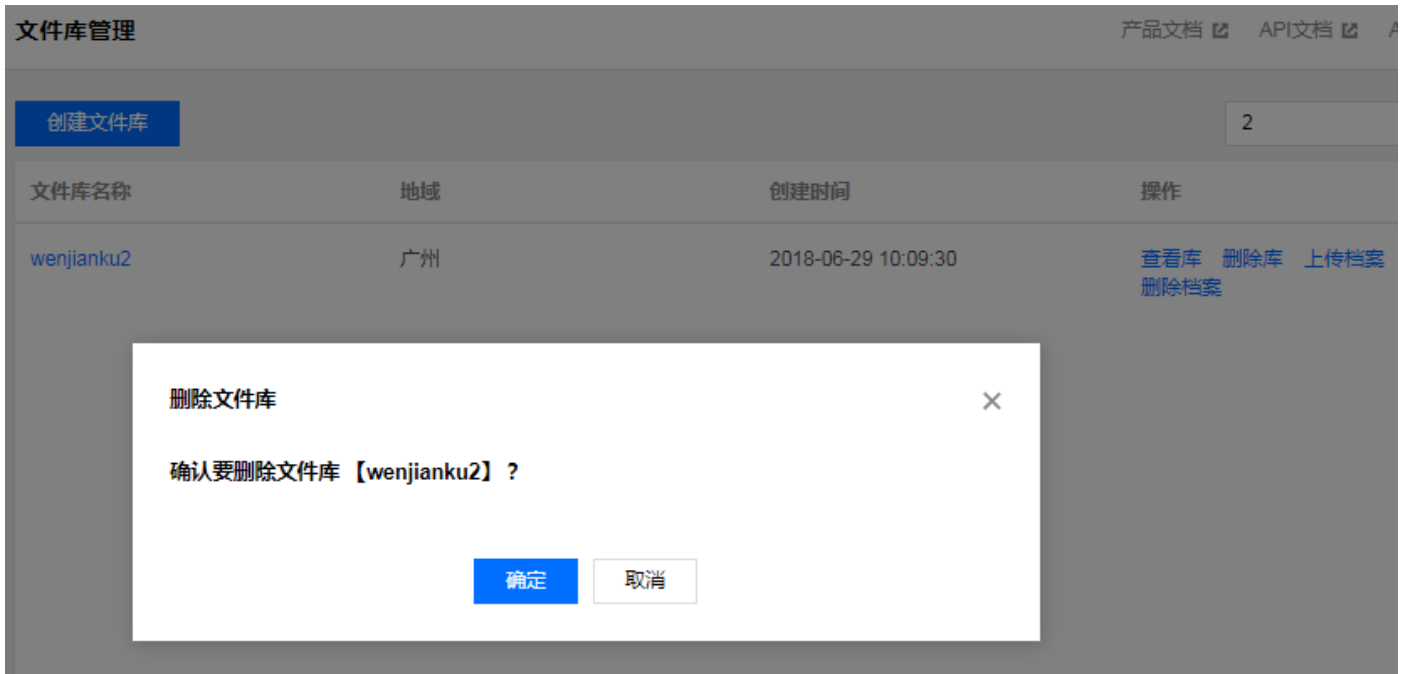 文件库管理
产品文档 API文档 A
创建文件库
2
文件库名称 地域 创建时间 操作
wenjianku2 广州 2018-06-29 10:09:30 查看库 删除库 上传档案
删除档案
删除文件库
确认要删除文件库 【wenjianku2】 ?
确定 取消